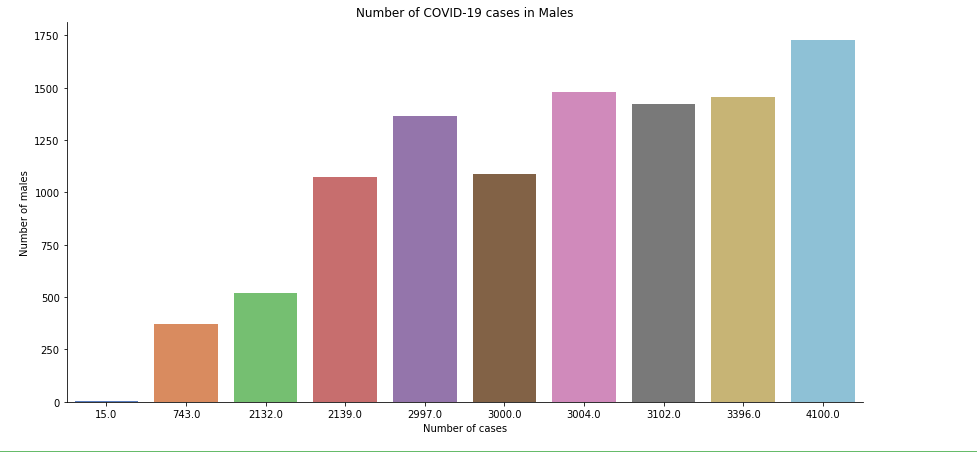 Number of COVID-19 cases in Males
1750
1500
1250
1000
750
500
250
0
Number of males
15.0 743.0 2132.0 2139.0 2997.0 3000.0 3004.0 3102.0 3396.0 4100.0
Number of cases